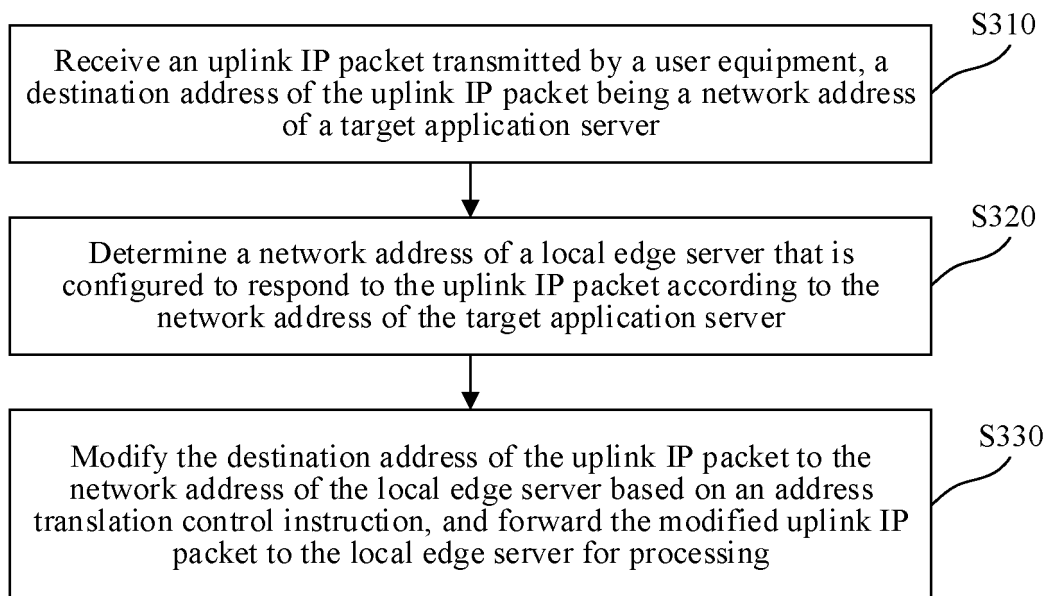 S310
Receive an uplink IP packet transmitted by a user equipment, a
destination address of the uplink IP packet being a network address
of a target application server
S320
Determine a network address of a local edge server that is
configured to respond to the uplink IP packet according to the
network address of the target application server
S330
Modify the destination address of the uplink IP packet to the
network address of the local edge server based on an address
translation control instruction, and forward the modified uplink IP
packet to the local edge server for processing